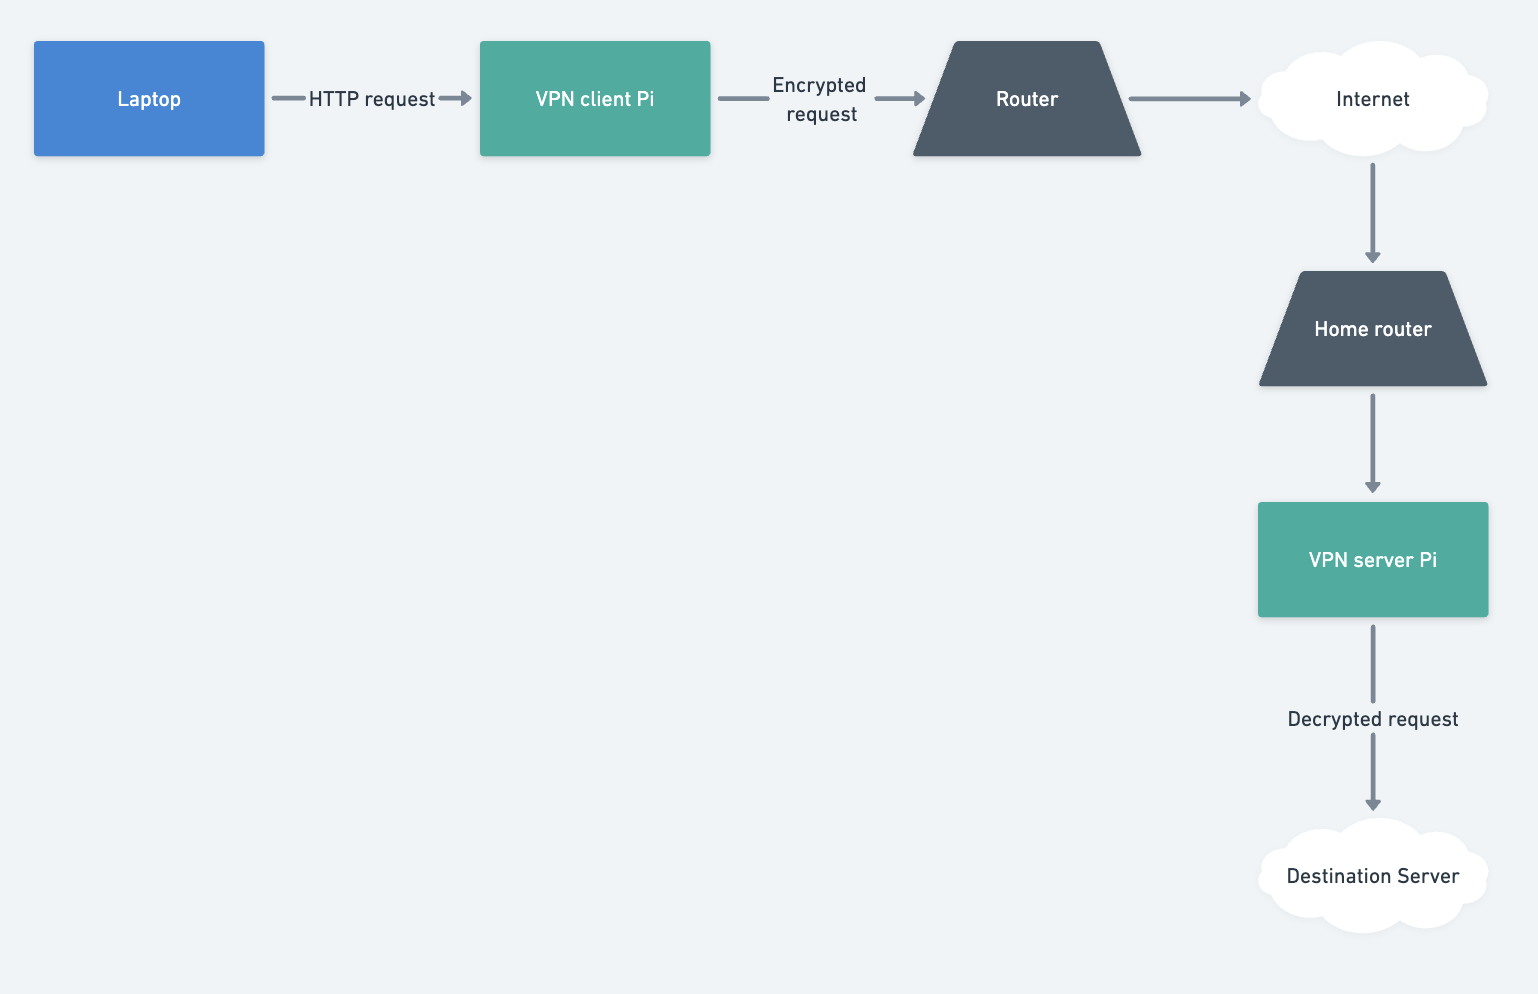 Laptop
HTTP request
VPN client Pi
Encrypted
request
Router
Internet
Home router
VPN server Pi
Decrypted request
Destination Server